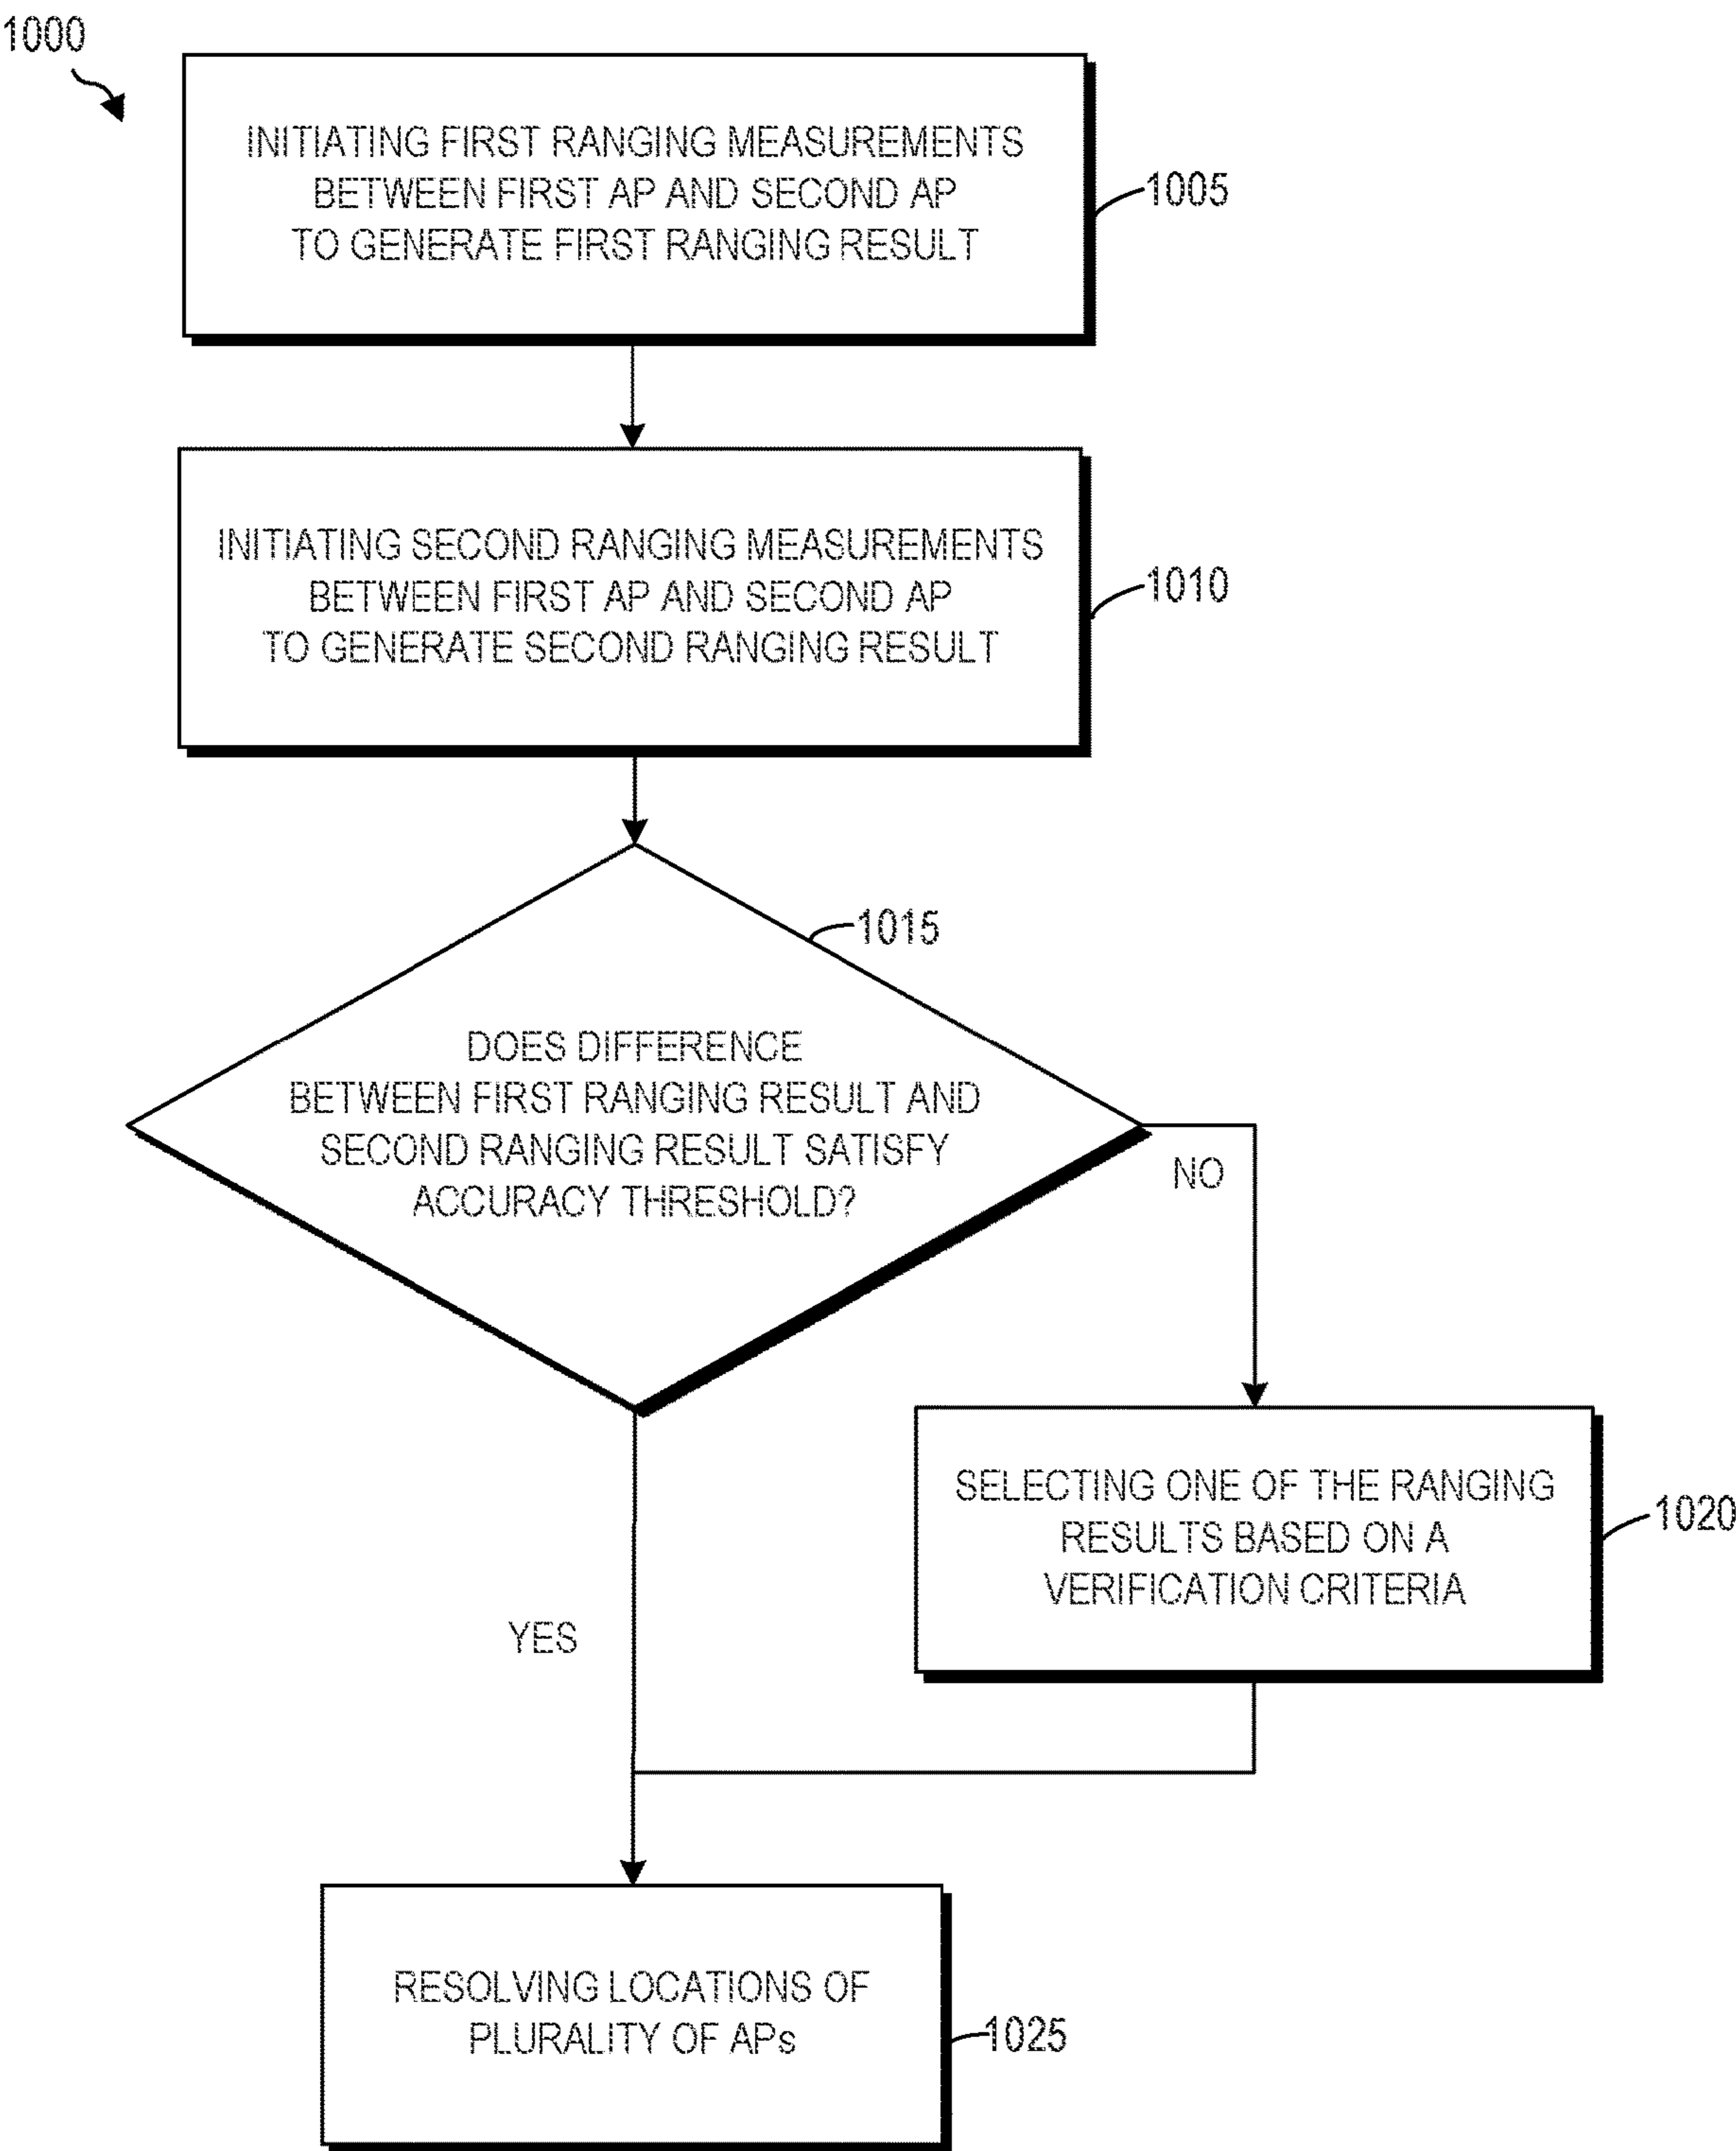 1000
INITIATING FIRST RANGING MEASUREMENTS
BETWEEN FIRST AP AND SECOND AP
TO GENERATE FIRST RANGING RESULT
1005
INITIATING SECOND RANGING MEASUREMENTS
BETWEEN FIRST AP AND SECOND AP
TO GENERATE SECOND RANGING RESULT
1010
1015
DOES DIFFERENCE
BETWEEN FIRST RANGING RESULT AND
SECOND RANGING RESULT SATISFY
ACCURACY THRESHOLD?
NO
SELECTING ONE OF THE RANGING
RESULTS BASED ON A
VERIFICATION CRITERIA
1020
YES
RESOLVING LOCATIONS OF
PLURALITY OF APs
1025